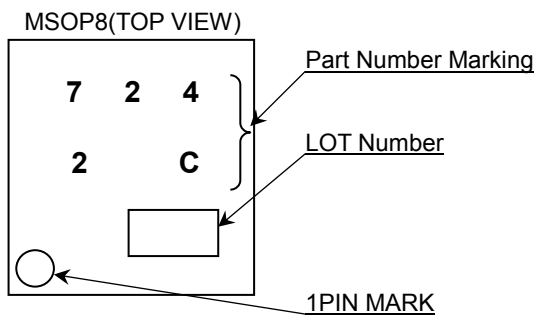 MSOP8(TOP VIEW)
Part Number Marking
7 2 4
LOT Number
2 C
1PIN MARK